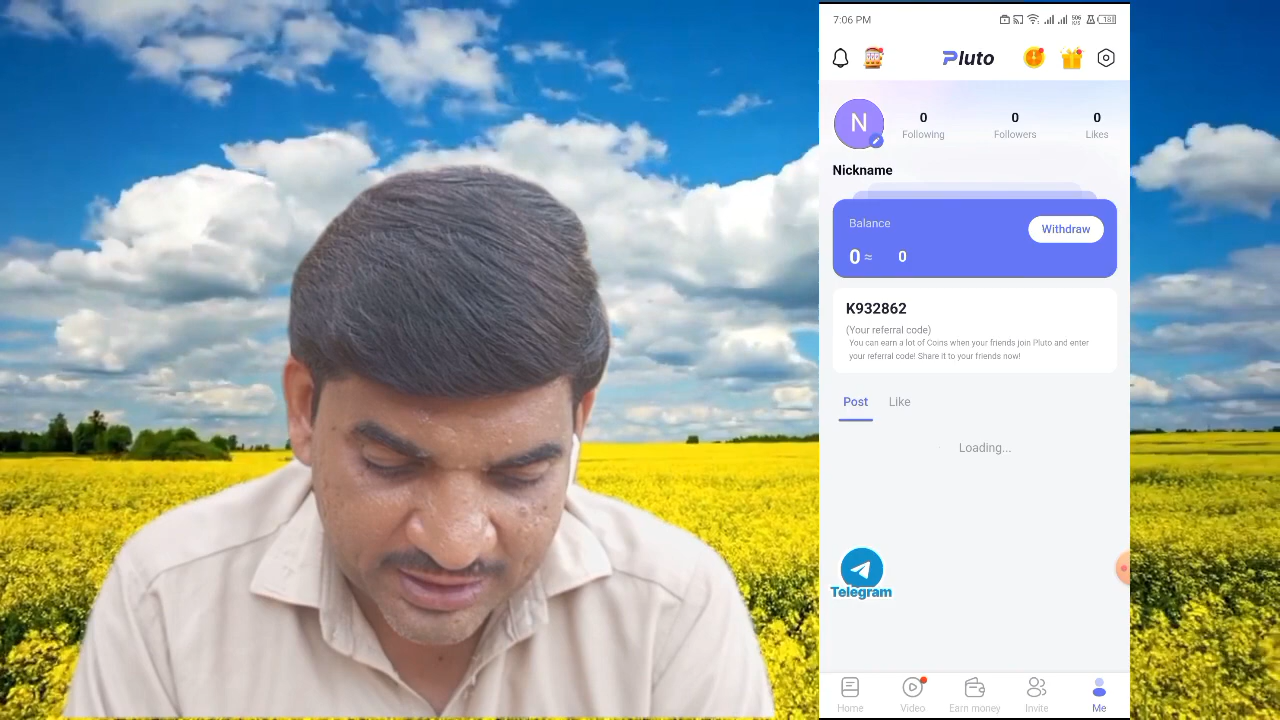 7:06 PM
Pluto
N
0
Following
0
Followers
0
Likes
Nickname
Balance
Withdraw
0 ≈ 0
K932862
(Your referral code)
You can earn a lot of Coins when your friends join Pluto and enter
your referral code! Share it to your friends now!
Post
Like
Loading...
Telegram
Home
Video
Earn money
Invite
Me